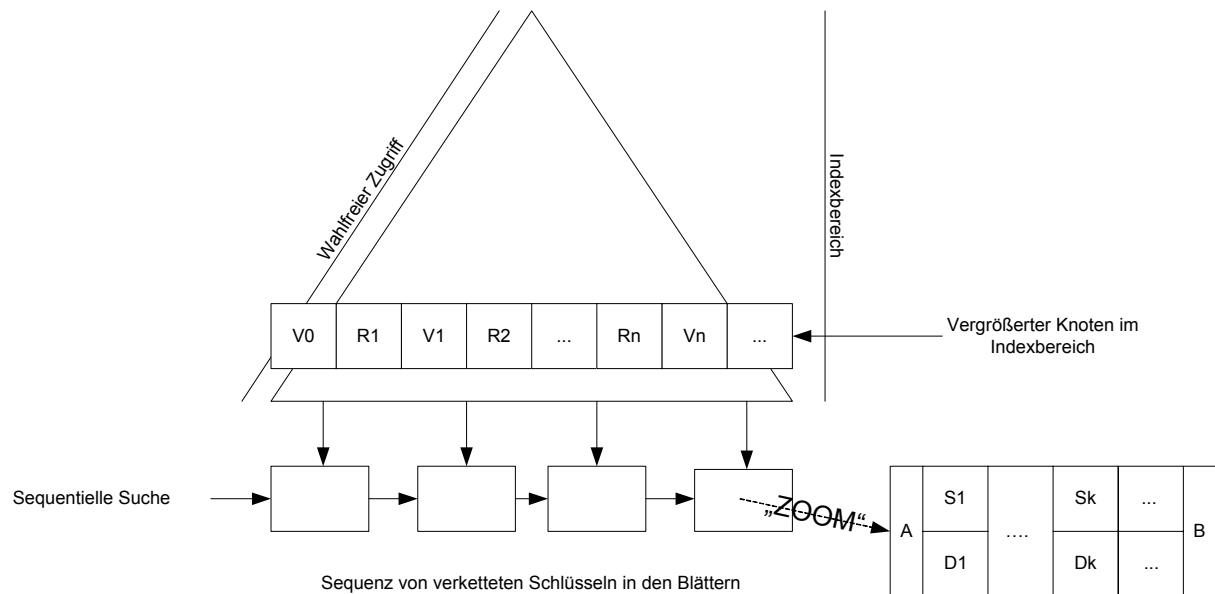 Wahlfreier Zugriff
Indexbereich
V0 R1 V1 R2 ... Rn Vn ...
Vergrößerter Knoten im
Indexbereich
Sequentielle Suche
„ZOOM“
A S1 .... Sk ... B
D1 Dk ...
Sequenz von verketteten Schlüsseln in den Blättern